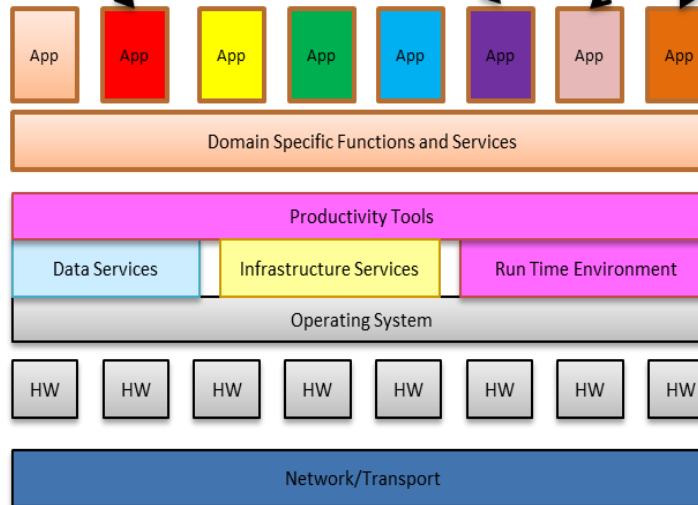 App App App App App App App App
Domain Specific Functions and Services
Productivity Tools
Data Services Infrastructure Services Run Time Environment
Operating System
HW HW HW HW HW HW HW HW
Network/Transport